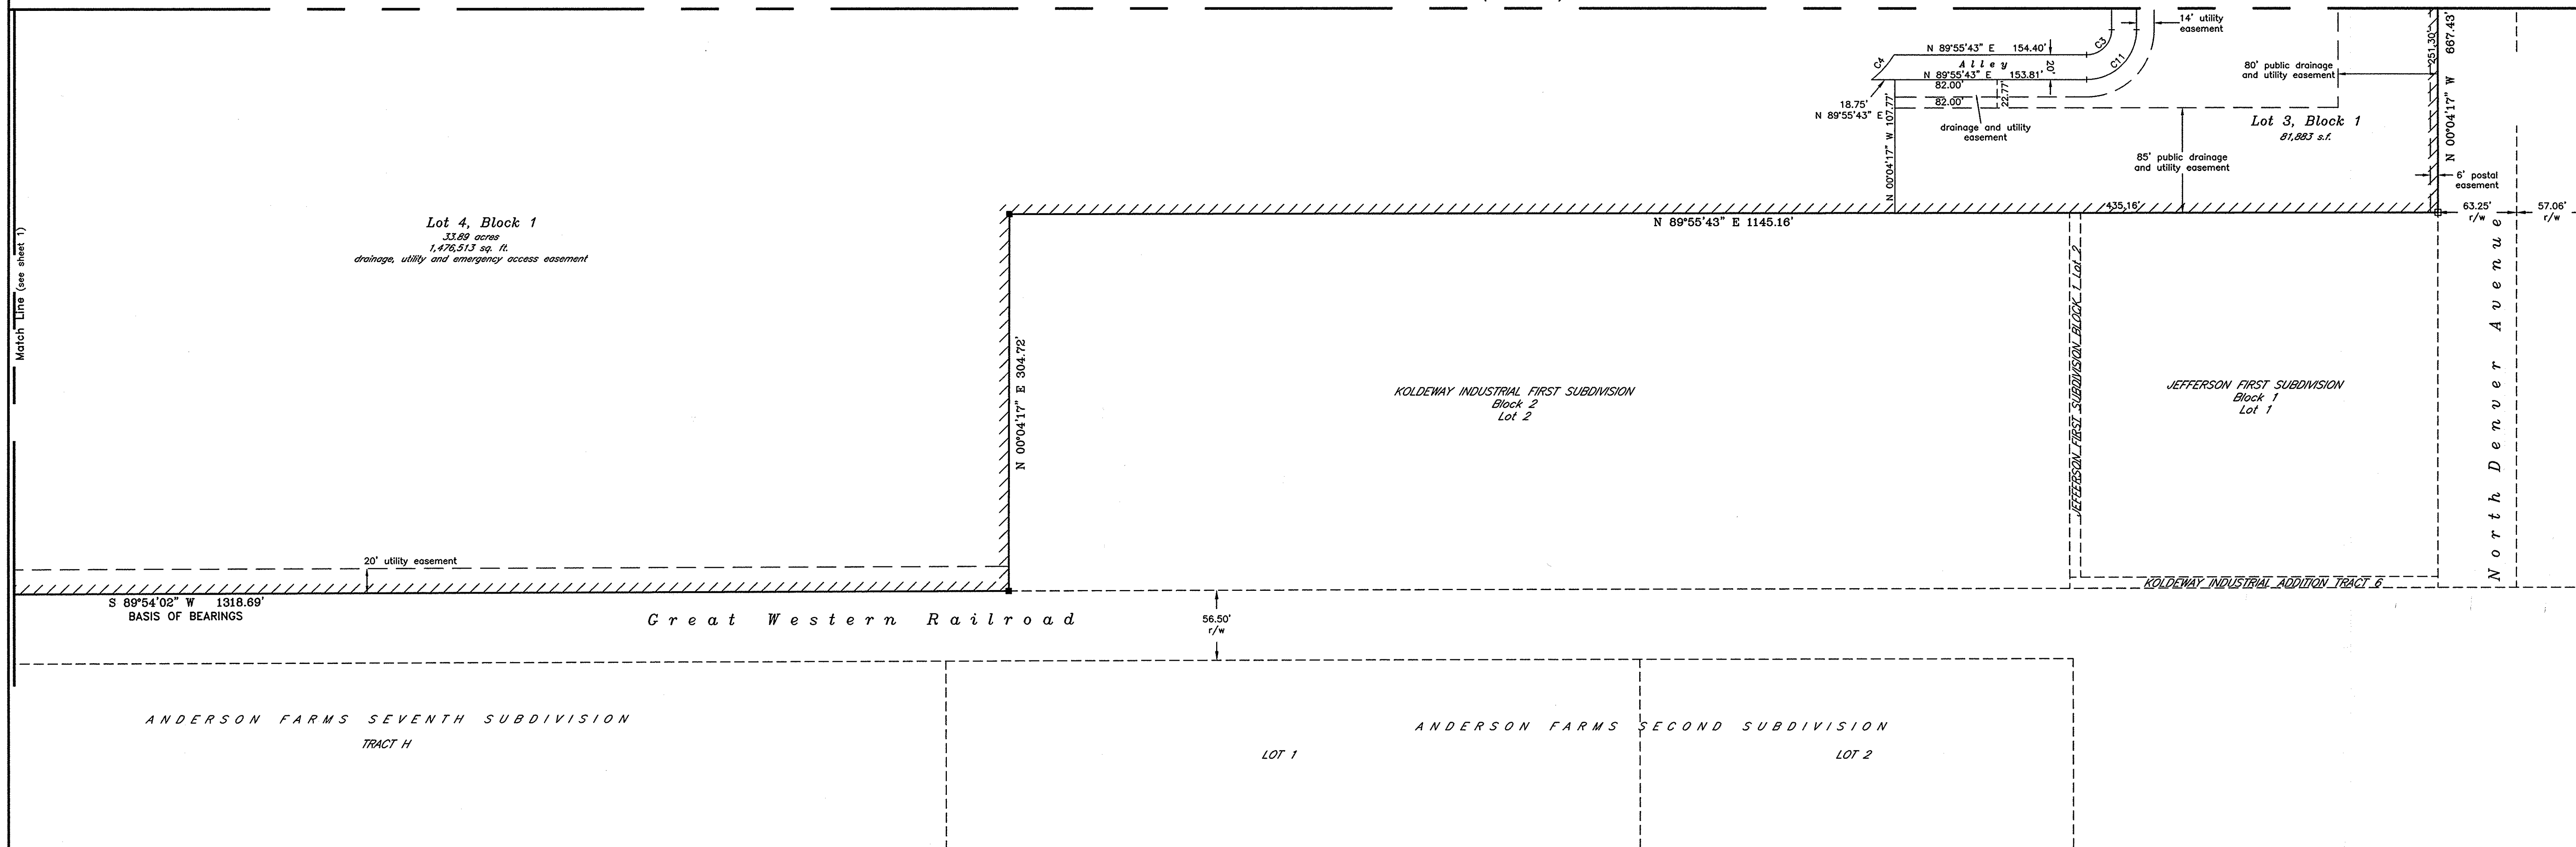 14' utility
easement
N 89°55'43" E 154.40'
C3
C4
Alley
20'
C11
N 89°55'43" E 153.81'
82.00'
22.77'
82.00'
18.75'
N 89°55'43" E
N 00°04'17" W 107.77'
drainage and utility
easement
80' public drainage
and utility easement
251.30'
N 00°04'17" W 667.43'
Lot 3, Block 1
81,883 s.f.
85' public drainage
and utility easement
6' postal
easement
435.16'
63.25'
r/w
57.06'
r/w
Lot 4, Block 1
33.89 acres
1,476,513 sq. ft.
drainage, utility and emergency access easement
Match Line (see sheet 1)
N 89°55'43" E 1145.16'
N 00°04'17" E 304.72'
KOLDEWAY INDUSTRIAL FIRST SUBDIVISION
Block 2
Lot 2
JEFFERSON FIRST SUBDIVISION BLOCK 1 Lot 2
JEFFERSON FIRST SUBDIVISION
Block 1
Lot 1
North Denver Avenue
20' utility easement
KOLDEWAY INDUSTRIAL ADDITION TRACT 6
S 89°54'02" W 1318.69'
BASIS OF BEARINGS
Great Western Railroad
56.50'
r/w
ANDERSON FARMS SEVENTH SUBDIVISION
TRACT H
ANDERSON FARMS SECOND SUBDIVISION
LOT 1
LOT 2